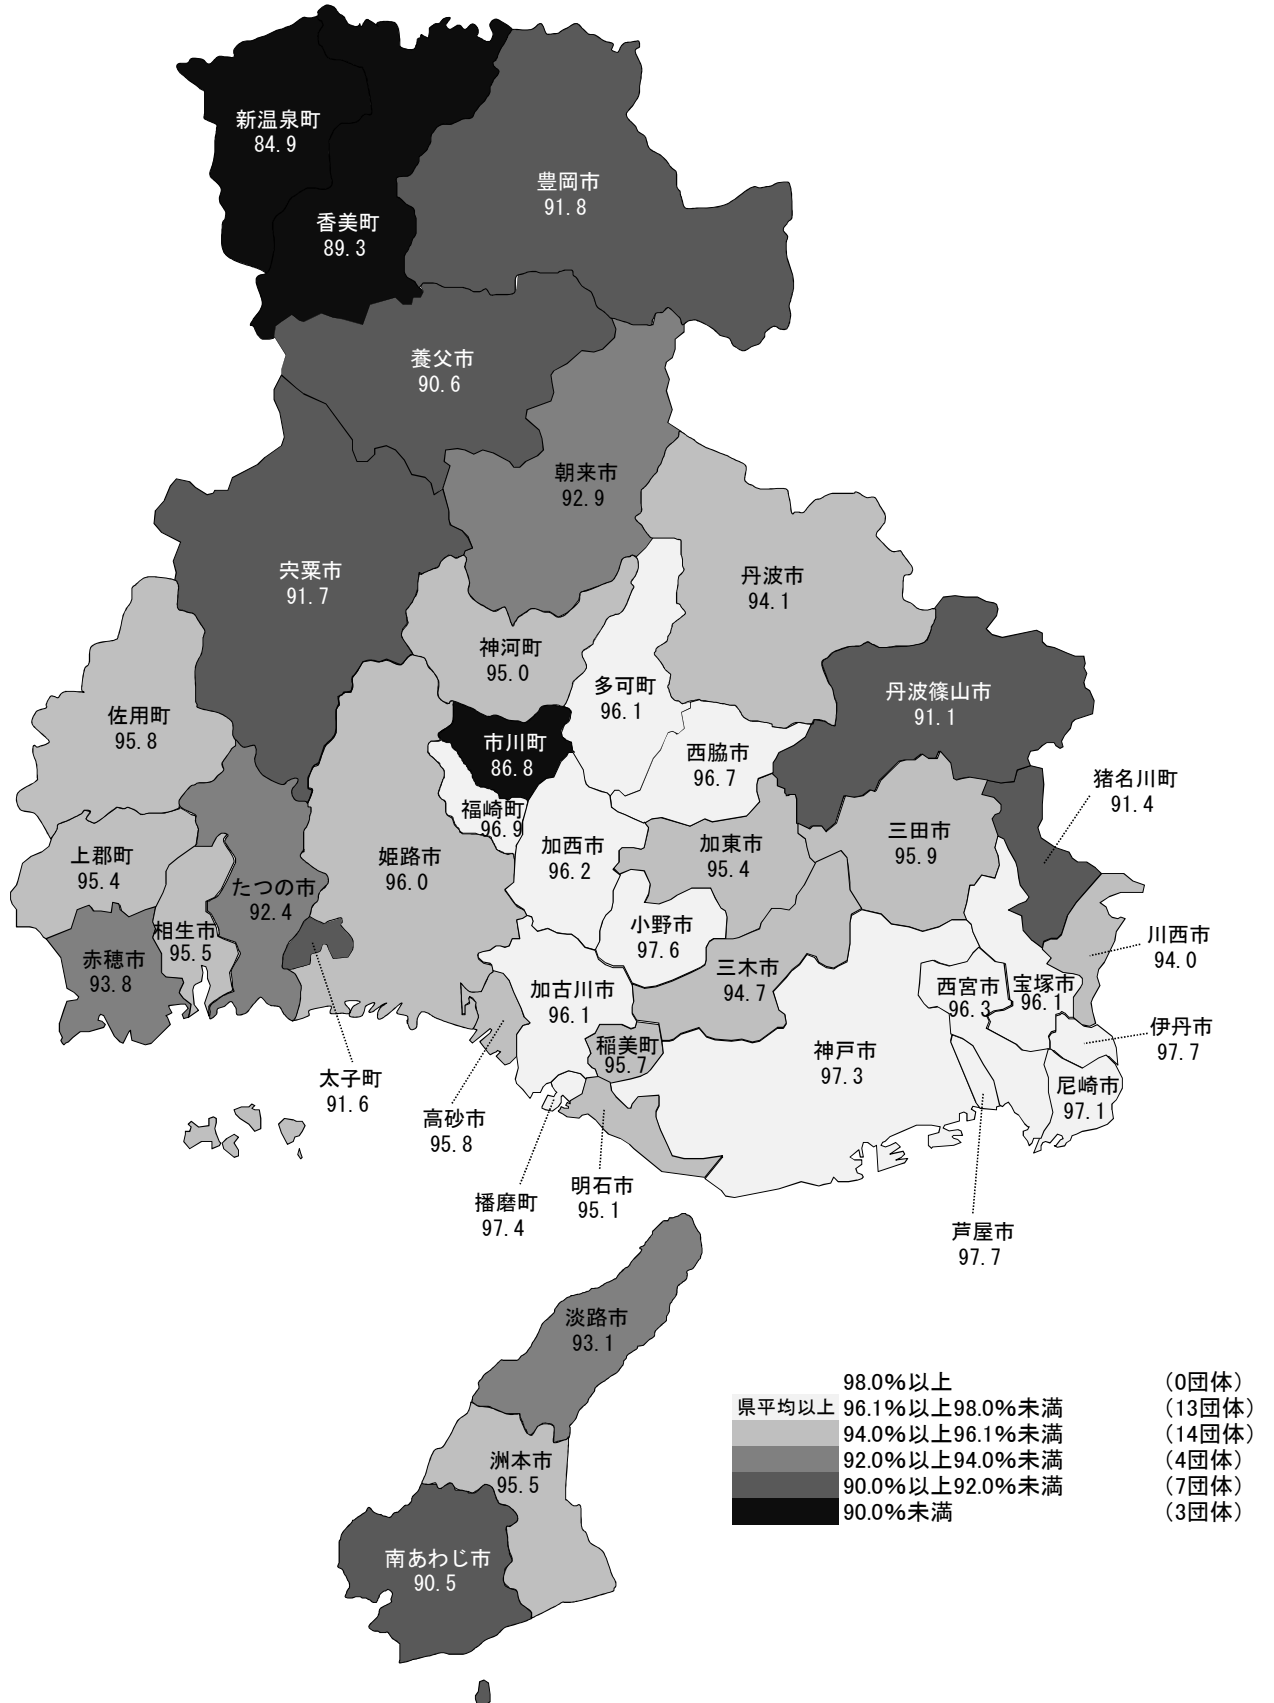 新温泉町
84.9
香美町
89.3
豊岡市
91.8
養父市
90.6
朝来市
92.9
宍粟市
91.7
丹波市
94.1
神河町
95.0
多可町
96.1
丹波篠山市
91.1
佐用町
95.8
市川町
86.8
西脇市
96.7
猪名川町
91.4
福崎町
96.9
上郡町
95.4
姫路市
96.0
加西市
96.2
加東市
95.4
三田市
95.9
たつの市
92.4
相生市
95.5
小野市
97.6
川西市
94.0
赤穂市
93.8
三木市
94.7
加古川市
96.1
西宮市
96.3
宝塚市
96.1
伊丹市
97.7
稲美町
95.7
神戸市
97.3
太子町
91.6
尼崎市
97.1
高砂市
95.8
播磨町
97.4
明石市
95.1
芦屋市
97.7
淡路市
93.1
洲本市
95.5
南あわじ市
90.5
98.0%以上 (0団体)
県平均以上 96.1%以上98.0%未満 (13団体)
94.0%以上96.1%未満 (14団体)
92.0%以上94.0%未満 (4団体)
90.0%以上92.0%未満 (7団体)
90.0%未満 (3団体)